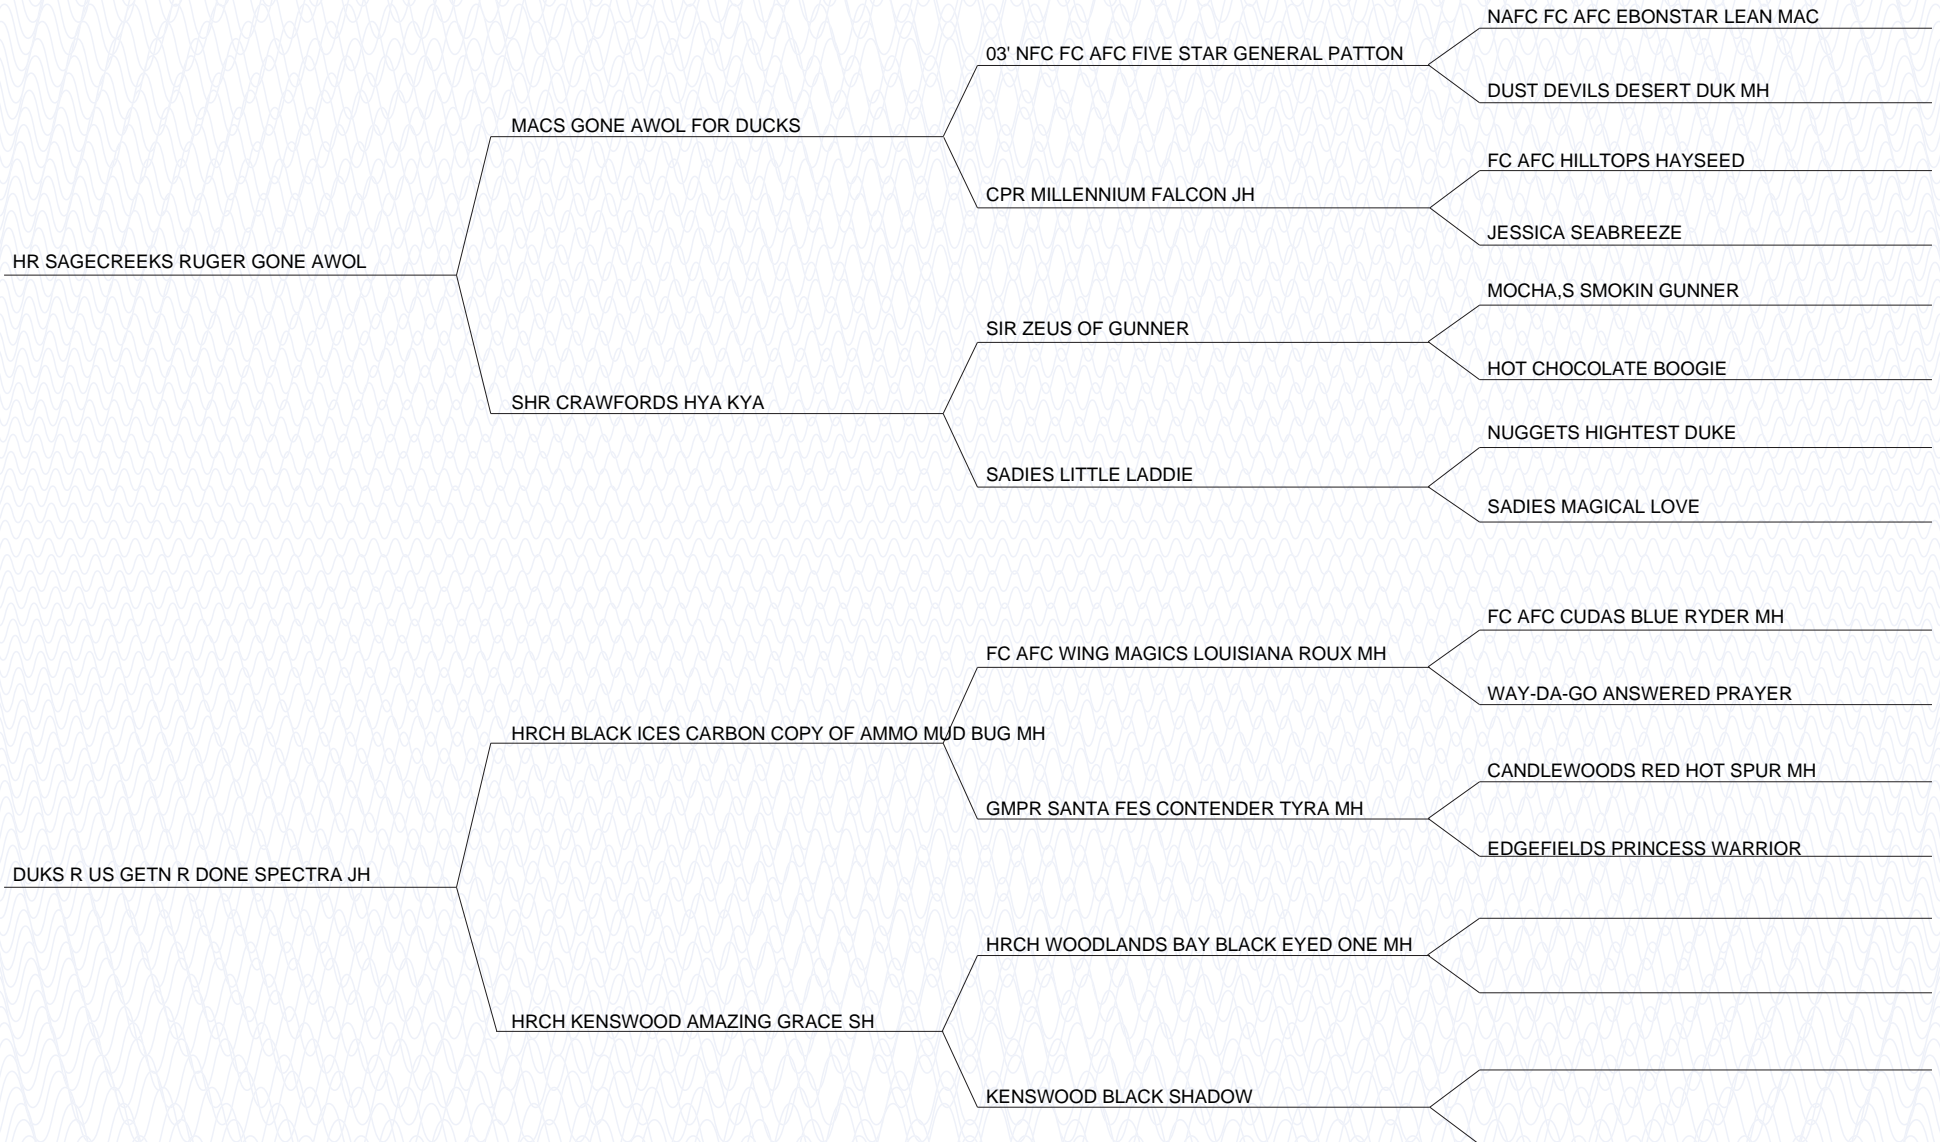 NAFC FC AFC EBONSTAR LEAN MAC
03' NFC FC AFC FIVE STAR GENERAL PATTON
DUST DEVILS DESERT DUK MH
MACS GONE AWOL FOR DUCKS
FC AFC HILLTOPS HAYSEED
CPR MILLENNIUM FALCON JH
JESSICA SEABREEZE
HR SAGECREEKS RUGER GONE AWOL
MOCHA,S SMOKIN GUNNER
SIR ZEUS OF GUNNER
HOT CHOCOLATE BOOGIE
SHR CRAWFORDS HYA KYA
NUGGETS HIGHTEST DUKE
SADIES LITTLE LADDIE
SADIES MAGICAL LOVE
FC AFC CUDAS BLUE RYDER MH
FC AFC WING MAGICS LOUISIANA ROUX MH
WAY-DA-GO ANSWERED PRAYER
HRCH BLACK ICES CARBON COPY OF AMMO MUD BUG MH
CANDLEWOODS RED HOT SPUR MH
GMPR SANTA FES CONTENDER TYRA MH
EDGEFIELDS PRINCESS WARRIOR
DUKS R US GETN R DONE SPECTRA JH
HRCH WOODLANDS BAY BLACK EYED ONE MH
HRCH KENSWOOD AMAZING GRACE SH
KENSWOOD BLACK SHADOW